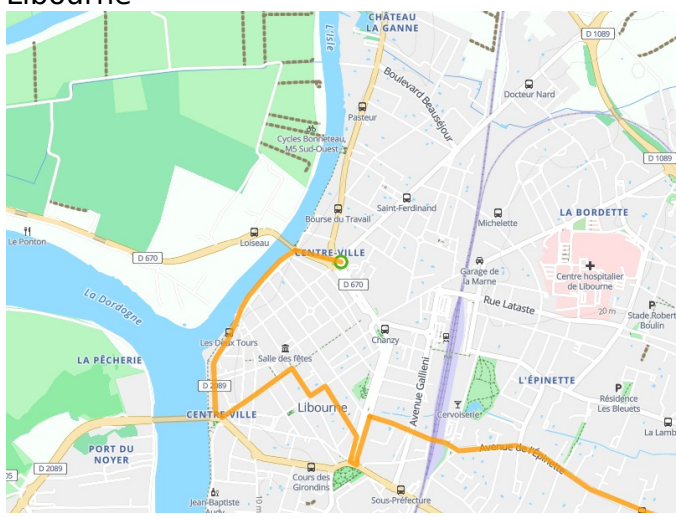 Libourne
CHÂTEAU
LA GANNE
D 1089
L'Isle
Docteur Nard
Boulevard Beauséjour
Pasteur
Cycles Bonneteau,
M5 Sud-Ouest
D 1089
Saint-Ferdinand
Bourse du Travail
Michelette
LA BORDETTE
Le Ponton
Loiseau
CENTRE-VILLE
D 670
Garage de
la Marne
Centre hospitalier
de Libourne
D 670
La Dordogne
Rue Lataste
20 m
Stade Robert
Boulin
Les Deux Tours
Chanzy
Salle des fêtes
LA PÊCHERIE
Avenue Gallieni
L'ÉPINETTE
D 2089
Résidence
Les Bleuets
CENTRE-VILLE
Libourne
Cervoiserie
La Lamb
PORT DU
NOYER
Avenue de l'Épinette
D 2089
05
Cours des
Girondins
Sous-Préfecture
Jean-Baptiste
Audy
10 m